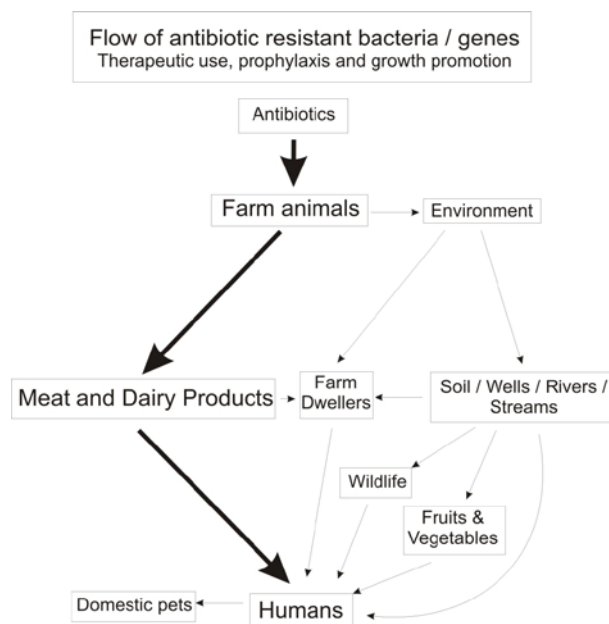 Flow of antibiotic resistant bacteria / genes
Therapeutic use, prophylaxis and growth promotion
Antibiotics
Farm animals
Environment
Meat and Dairy Products
Farm
Dwellers
Soil / Wells / Rivers /
Streams
Wildlife
Fruits &
Vegetables
Domestic pets
Humans